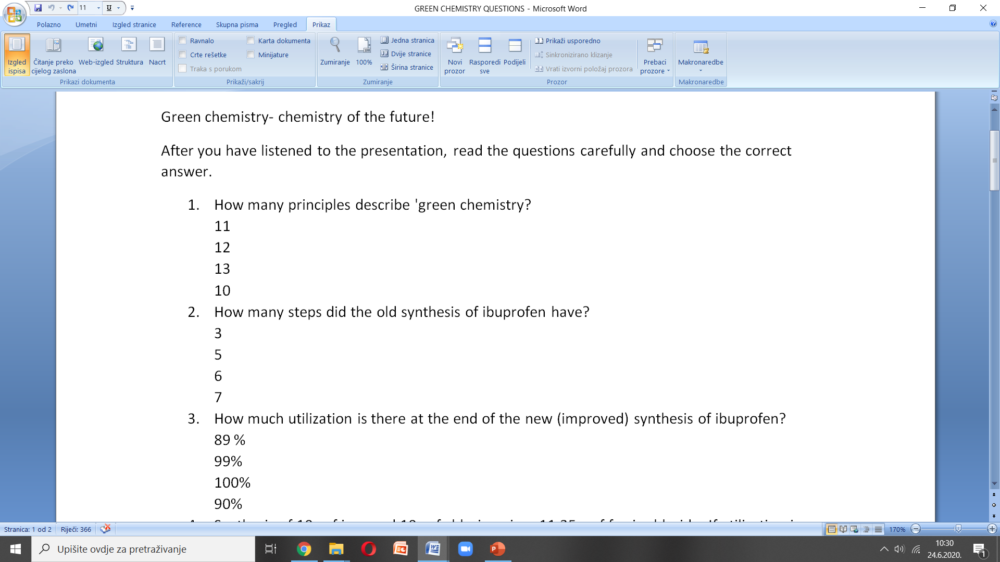 11
U
GREEN CHEMISTRY QUESTIONS - Microsoft Word
Polazno Umetni Izgled stranice Reference Skupna pisma Pregled Prikaz
Izgled ispisa
Čitanje preko cijelog zaslona
Web-izgled
Struktura
Nacrt
Prikazi dokumenta
Ravnalo
Crte rešetke
Traka s porukom
Karta dokumenta
Minijature
Prikaži/sakrij
Zumiranje
100%
Jedna stranica
Dvije stranice
Širina stranice
Zumiranje
Novi prozor
Rasporedi sve
Podijeli
Prikaži usporedno
Sinkronizirano klizanje
Vrati izvorni položaj prozora
Prebaci prozore
Prozor
Makronaredbe
Makronaredbe
Green chemistry- chemistry of the future!
After you have listened to the presentation, read the questions carefully and choose the correct
answer.
1. How many principles describe 'green chemistry?
11
12
13
10
2. How many steps did the old synthesis of ibuprofen have?
3
5
6
7
3. How much utilization is there at the end of the new (improved) synthesis of ibuprofen?
89 %
99%
100%
90%
Stranica: 1 od 2 Riječi: 366
170%
Upišite ovdje za pretraživanje
10:30
24.6.2020.
1